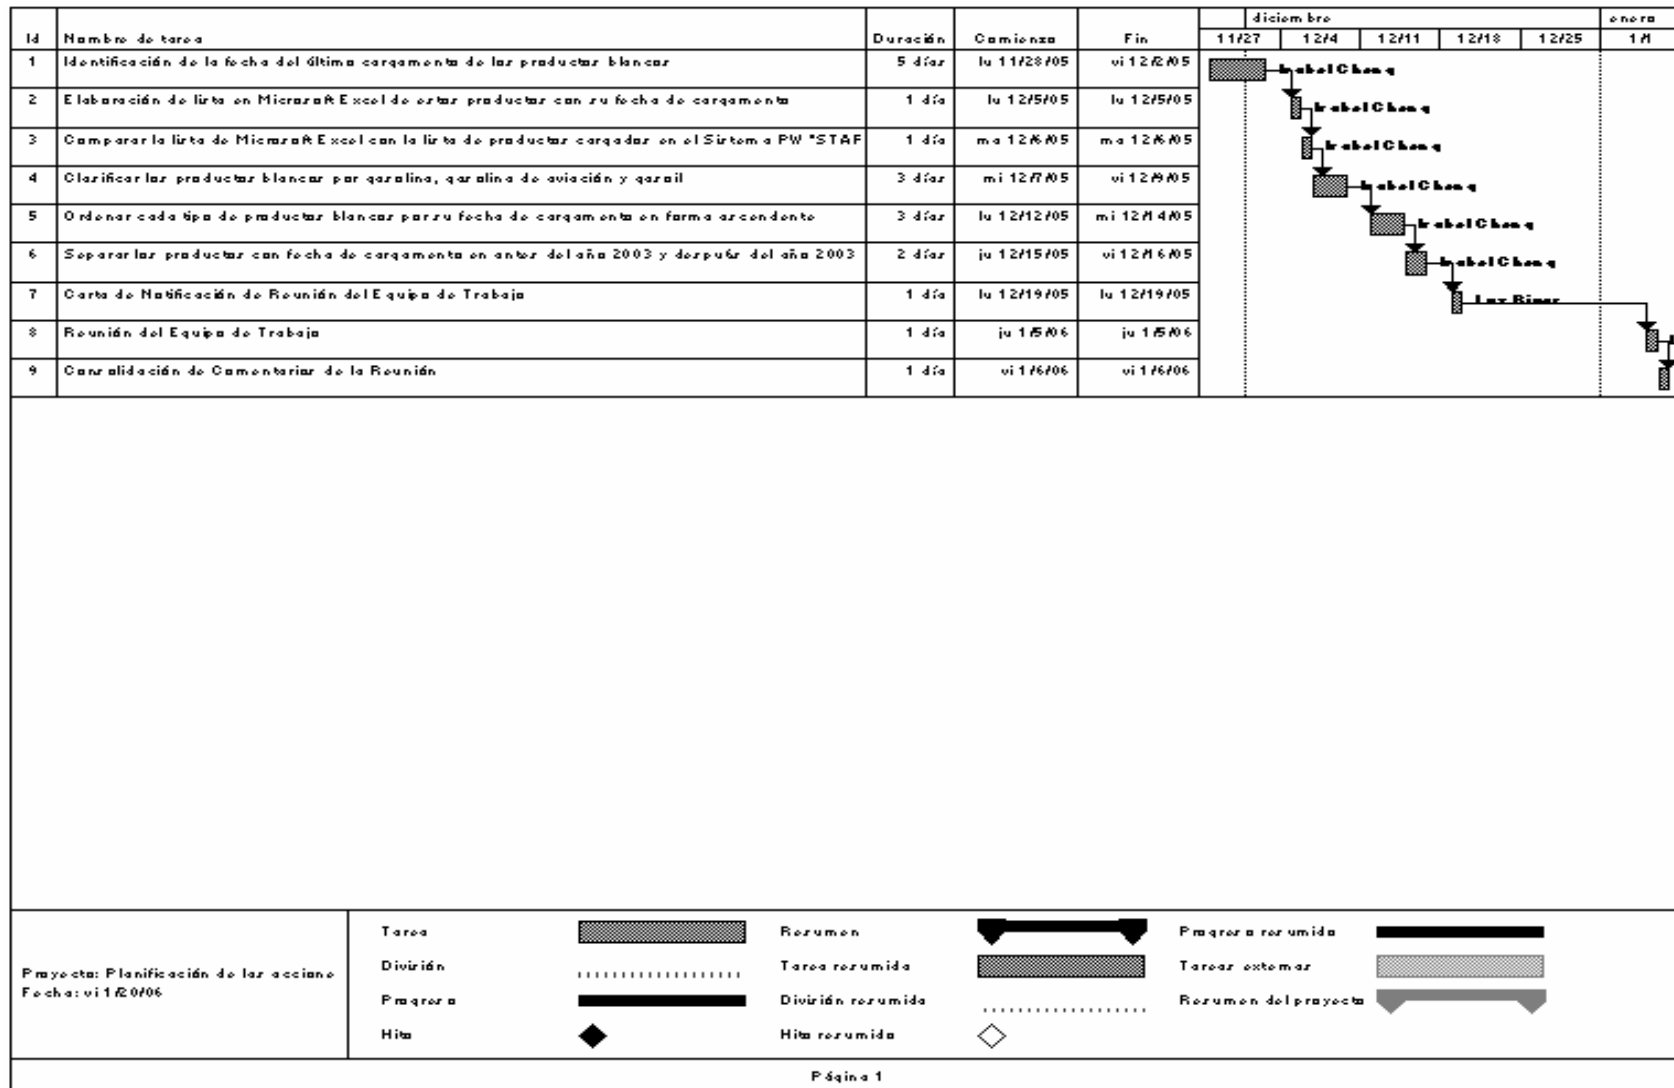 diciembre enero
Id Nombre de tarea Duración Comienzo Fin 11/27 12/4 12/11 12/18 12/25 1/1
1 Identificación de la fecha del último cargamento de los productos blancos 5 días lu 11/28/05 vi 12/2/05 Isabel Chang
2 Elaboración de lista en Microsoft Excel de estos productos con su fecha de cargamento 1 día lu 12/5/05 lu 12/5/05 Isabel Chang
3 Comparar la lista de Microsoft Excel con la lista de productos cargados en el Sistema PW "STAF 1 día ma 12/6/05 ma 12/6/05 Isabel Chang
4 Clasificar los productos blancos por gasolina, gasolina de aviación y gasoil 3 días mi 12/7/05 vi 12/9/05 Isabel Chang
5 Ordenar cada tipo de productos blancos por su fecha de cargamento en forma ascendente 3 días lu 12/12/05 mi 12/14/05 Isabel Chang
6 Separar los productos con fecha de cargamento en antes del año 2003 y después del año 2003 2 días ju 12/15/05 vi 12/16/05 Isabel Chang
7 Carta de Notificación de Reunión del Equipo de Trabajo 1 día lu 12/19/05 lu 12/19/05 Luz Rivas
8 Reunión del Equipo de Trabajo 1 día ju 1/5/06 ju 1/5/06
9 Consolidación de Comentarios de la Reunión 1 día vi 1/6/06 vi 1/6/06
Proyecto: Planificación de las accione
Fecha: vi 1/20/06
Tarea Resumen Progreso resumido
División Tarea resumida Tareas externas
Progreso División resumida Resumen del proyecto
Hito Hito resumido
Página 1